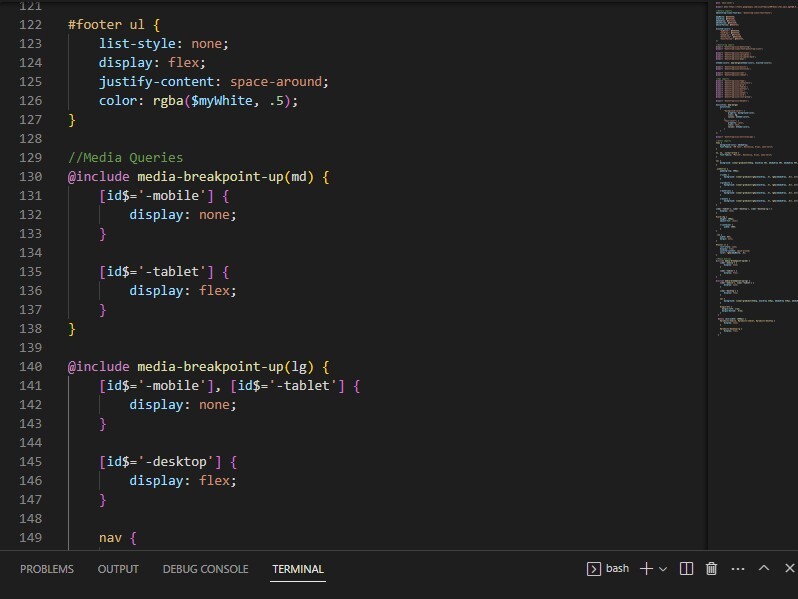 121
122 #footer ul {
123 list-style: none;
124 display: flex;
125 justify-content: space-around;
126 color: rgba($myWhite, .5);
127 }
128
129 //Media Queries
130 @include media-breakpoint-up(md) {
131 [id$='-mobile'] {
132 display: none;
133 }
134
135 [id$='-tablet'] {
136 display: flex;
137 }
138 }
139
140 @include media-breakpoint-up(lg) {
141 [id$='-mobile'], [id$='-tablet'] {
142 display: none;
143 }
144
145 [id$='-desktop'] {
146 display: flex;
147 }
148
149 nav {
PROBLEMS OUTPUT DEBUG CONSOLE TERMINAL bash